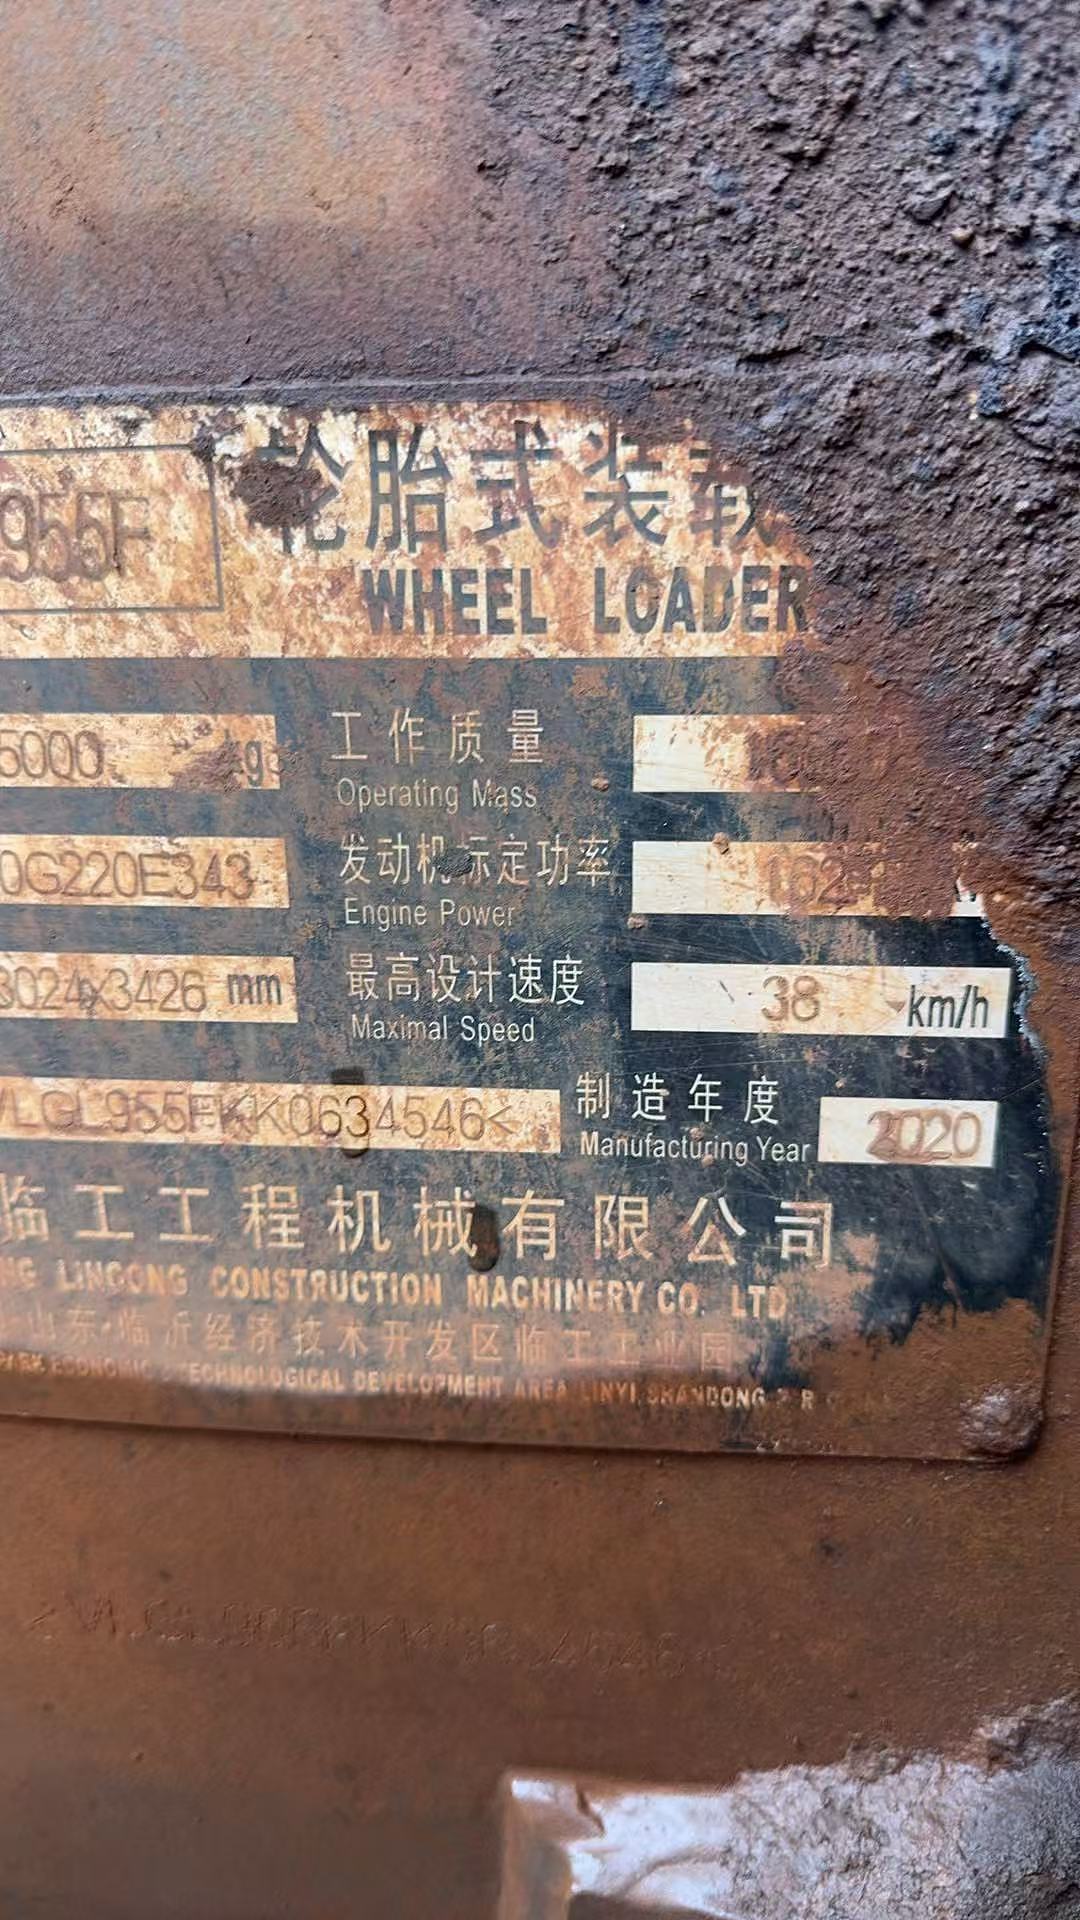 955F
轮胎式装载
WHEEL LOADER
5000 kg
工作质量
Operating Mass
0G220E343
发动机标定功率
Engine Power
162
3024x3426 mm
最高设计速度
Maximal Speed
38 km/h
LGL955FKK0634546<
制造年度
Manufacturing Year
2020
临工工程机械有限公司
NG LINGONG CONSTRUCTION MACHINERY CO. LTD
山东·临沂经济技术开发区临工工业园
ECONOMIC TECHNOLOGICAL DEVELOPMENT AREA LINYI SHANDONG P R